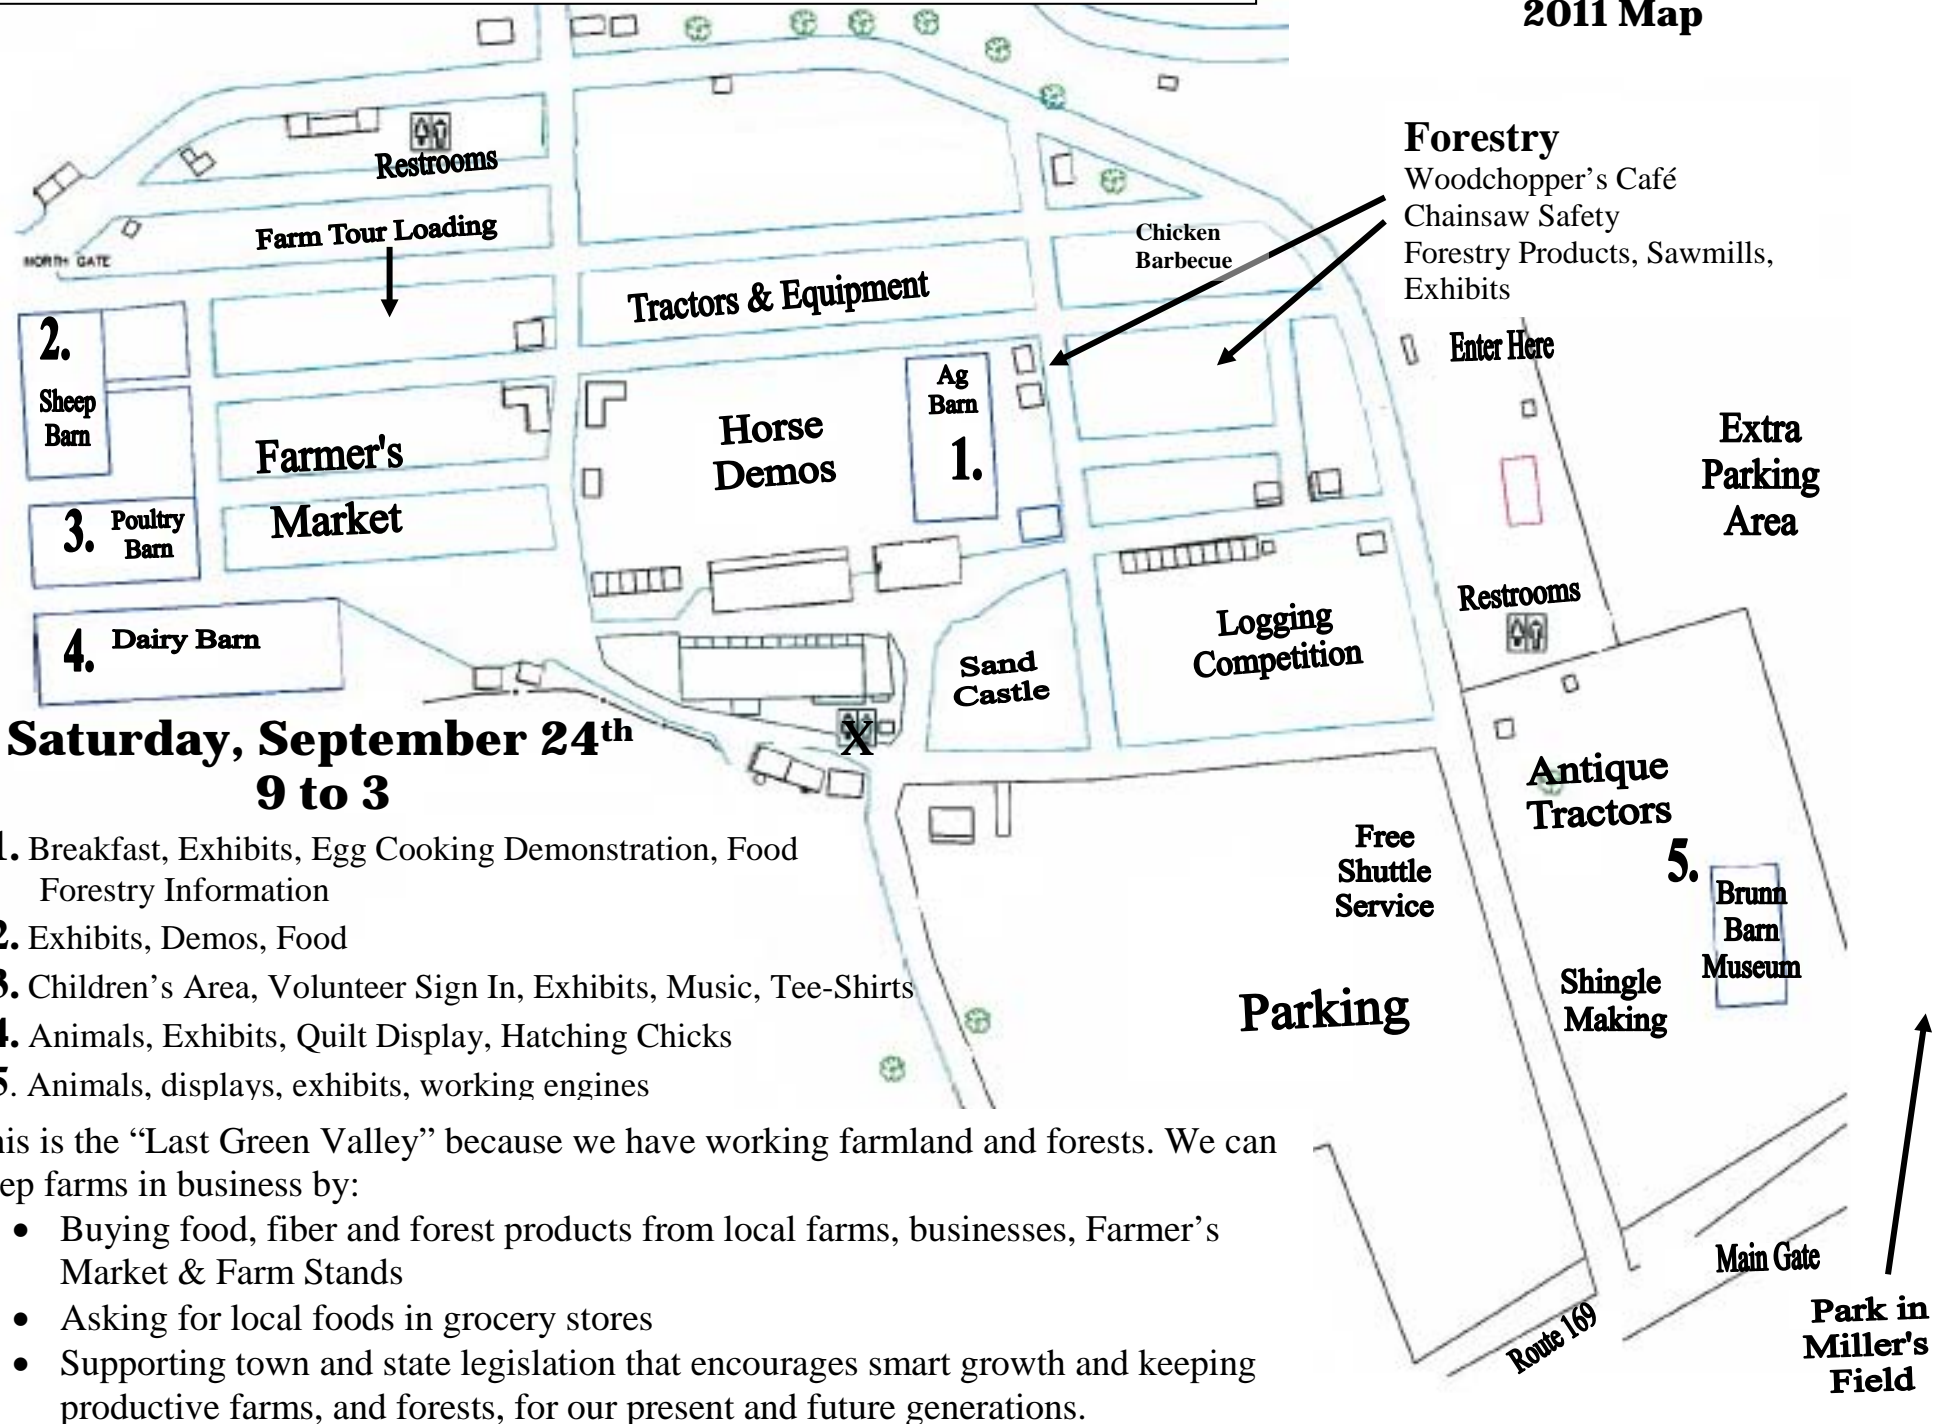 2011 Map
Forestry
Woodchopper's Café
Chainsaw Safety
Forestry Products, Sawmills,
Exhibits
Restrooms
Farm Tour Loading
NORTH GATE
Chicken
Barbecue
Tractors & Equipment
Enter Here
2.
Sheep
Barn
Ag
Barn
1.
Horse
Demos
Farmer's
Market
Extra
Parking
Area
3. Poultry
Barn
Restrooms
4. Dairy Barn
Logging
Competition
Sand
Castle
X
Saturday, September 24th
9 to 3
Antique
Tractors
Free
Shuttle
Service
5.
Brunn
Barn
Museum
Shingle
Making
Parking
1. Breakfast, Exhibits, Egg Cooking Demonstration, Food
Forestry Information
2. Exhibits, Demos, Food
3. Children's Area, Volunteer Sign In, Exhibits, Music, Tee-Shirts
4. Animals, Exhibits, Quilt Display, Hatching Chicks
5. Animals, displays, exhibits, working engines
his is the “Last Green Valley” because we have working farmland and forests. We can
ep farms in business by:
• Buying food, fiber and forest products from local farms, businesses, Farmer's
Market & Farm Stands
• Asking for local foods in grocery stores
• Supporting town and state legislation that encourages smart growth and keeping
productive farms, and forests, for our present and future generations.
Main Gate
Route 169
Park in
Miller's
Field